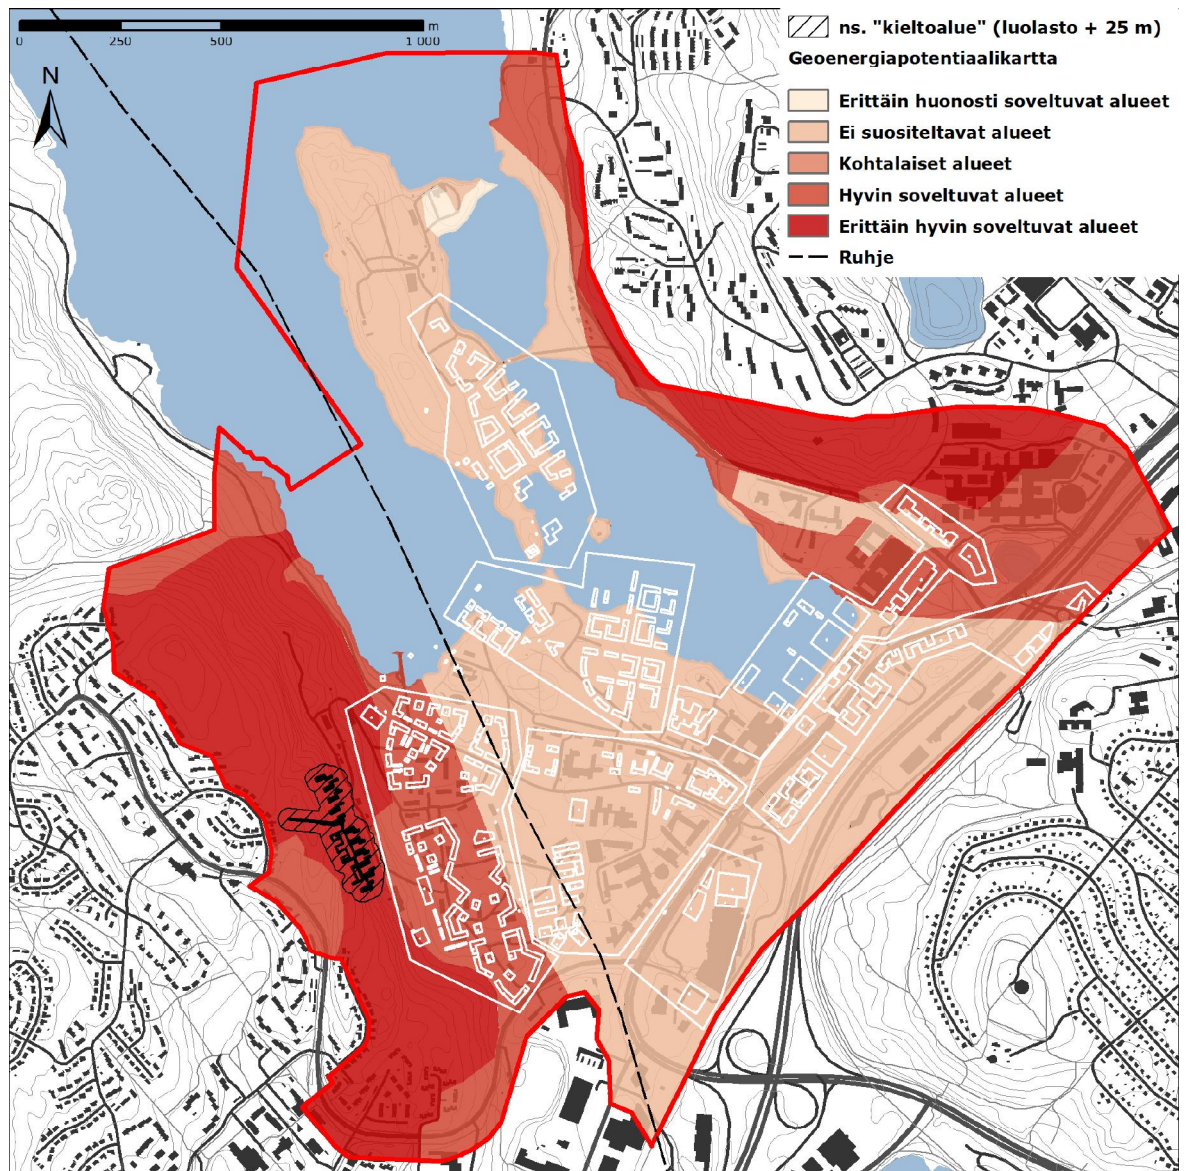 m
0 250 500 1 000
N
ns. "kieltoalue" (luolasto + 25 m)
Geoenergiapotentiaalikartta
Erittäin huonosti soveltuvat alueet
Ei suositeltavat alueet
Kohtalaiset alueet
Hyvin soveltuvat alueet
Erittäin hyvin soveltuvat alueet
Ruhje